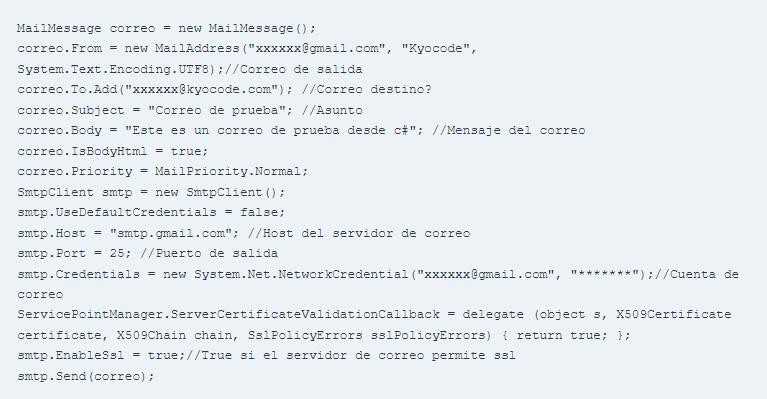 MailMessage correo = new MailMessage();
correo.From = new MailAddress("xxxxxx@gmail.com", "Kyocode",
System.Text.Encoding.UTF8);//Correo de salida
correo.To.Add("xxxxxx@kyocode.com"); //Correo destino?
correo.Subject = "Correo de prueba"; //Asunto
correo.Body = "Este es un correo de prueba desde c#"; //Mensaje del correo
correo.IsBodyHtml = true;
correo.Priority = MailPriority.Normal;
SmtpClient smtp = new SmtpClient();
smtp.UseDefaultCredentials = false;
smtp.Host = "smtp.gmail.com"; //Host del servidor de correo
smtp.Port = 25; //Puerto de salida
smtp.Credentials = new System.Net.NetworkCredential("xxxxxx@gmail.com", "*******");//Cuenta de
correo
ServicePointManager.ServerCertificateValidationCallback = delegate (object s, X509Certificate
certificate, X509Chain chain, SslPolicyErrors sslPolicyErrors) { return true; };
smtp.EnableSsl = true;//True si el servidor de correo permite ssl
smtp.Send(correo);